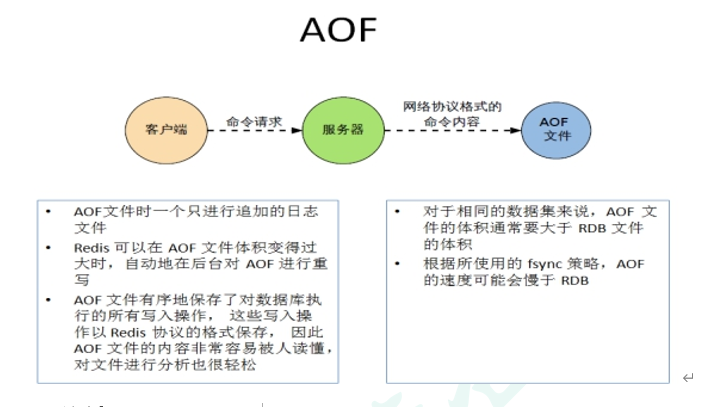 AOF
客户端
命令请求
服务器
网络协议格式的
命令内容
AOF
文件
• AOF文件时一个只进行追加的日志
文件
• Redis 可以在 AOF 文件体积变得过
大时，自动地在后台对 AOF 进行重
写
• AOF 文件有序地保存了对数据库执
行的所有写入操作， 这些写入操
作以 Redis 协议的格式保存， 因此
AOF 文件的内容非常容易被人读懂，
对文件进行分析也很轻松
• 对于相同的数据集来说，AOF 文
件的体积通常要大于 RDB 文件
的体积
• 根据所使用的 fsync 策略，AOF
的速度可能会慢于 RDB